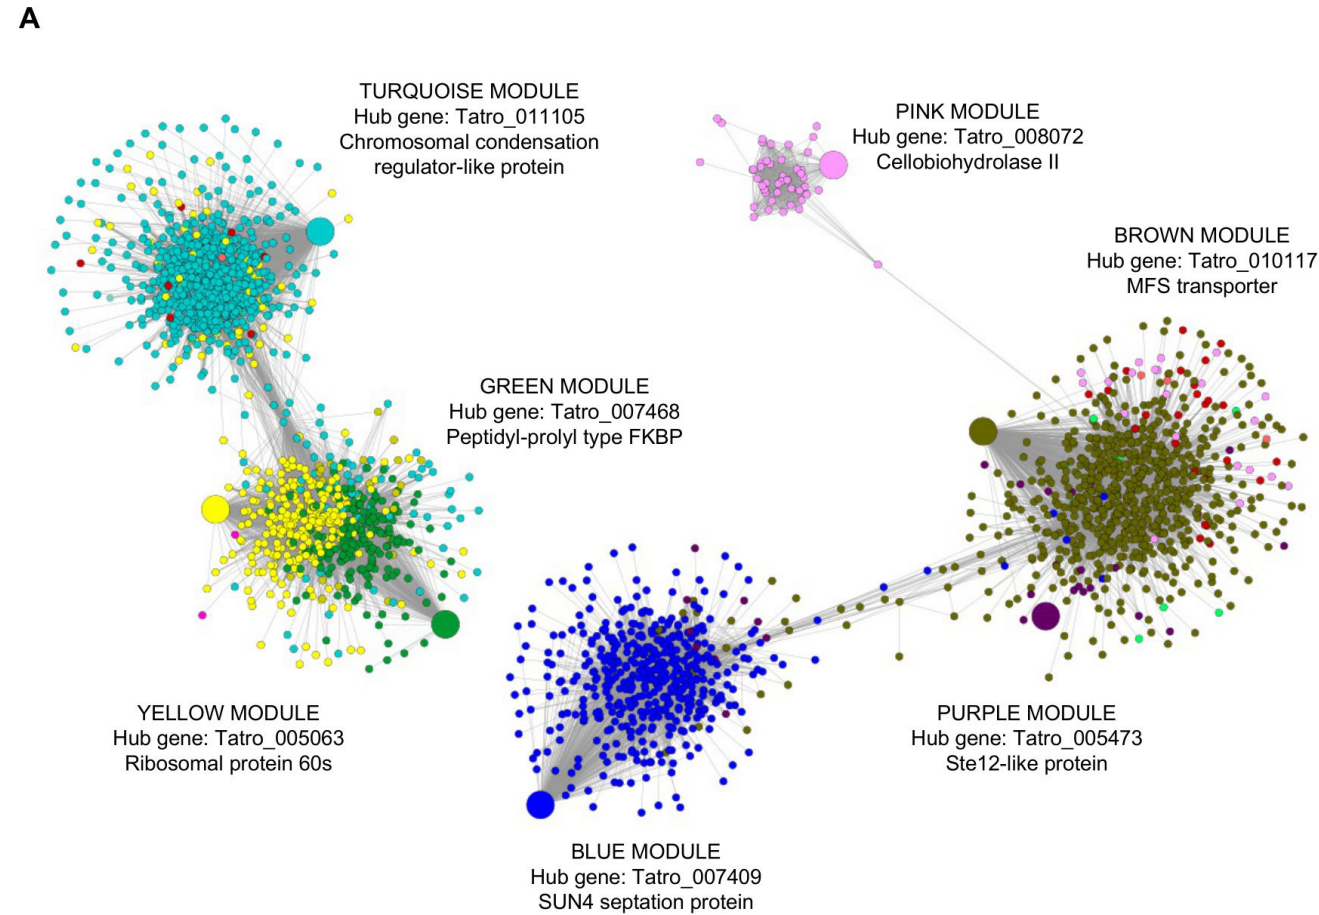 A
TURQUOISE MODULE
Hub gene: Tatro_011105
Chromosomal condensation
regulator-like protein
PINK MODULE
Hub gene: Tatro_008072
Cellobiohydrolase II
BROWN MODULE
Hub gene: Tatro_010117
MFS transporter
GREEN MODULE
Hub gene: Tatro_007468
Peptidyl-prolyl type FKBP
YELLOW MODULE
Hub gene: Tatro_005063
Ribosomal protein 60s
PURPLE MODULE
Hub gene: Tatro_005473
Ste12-like protein
BLUE MODULE
Hub gene: Tatro_007409
SUN4 septation protein